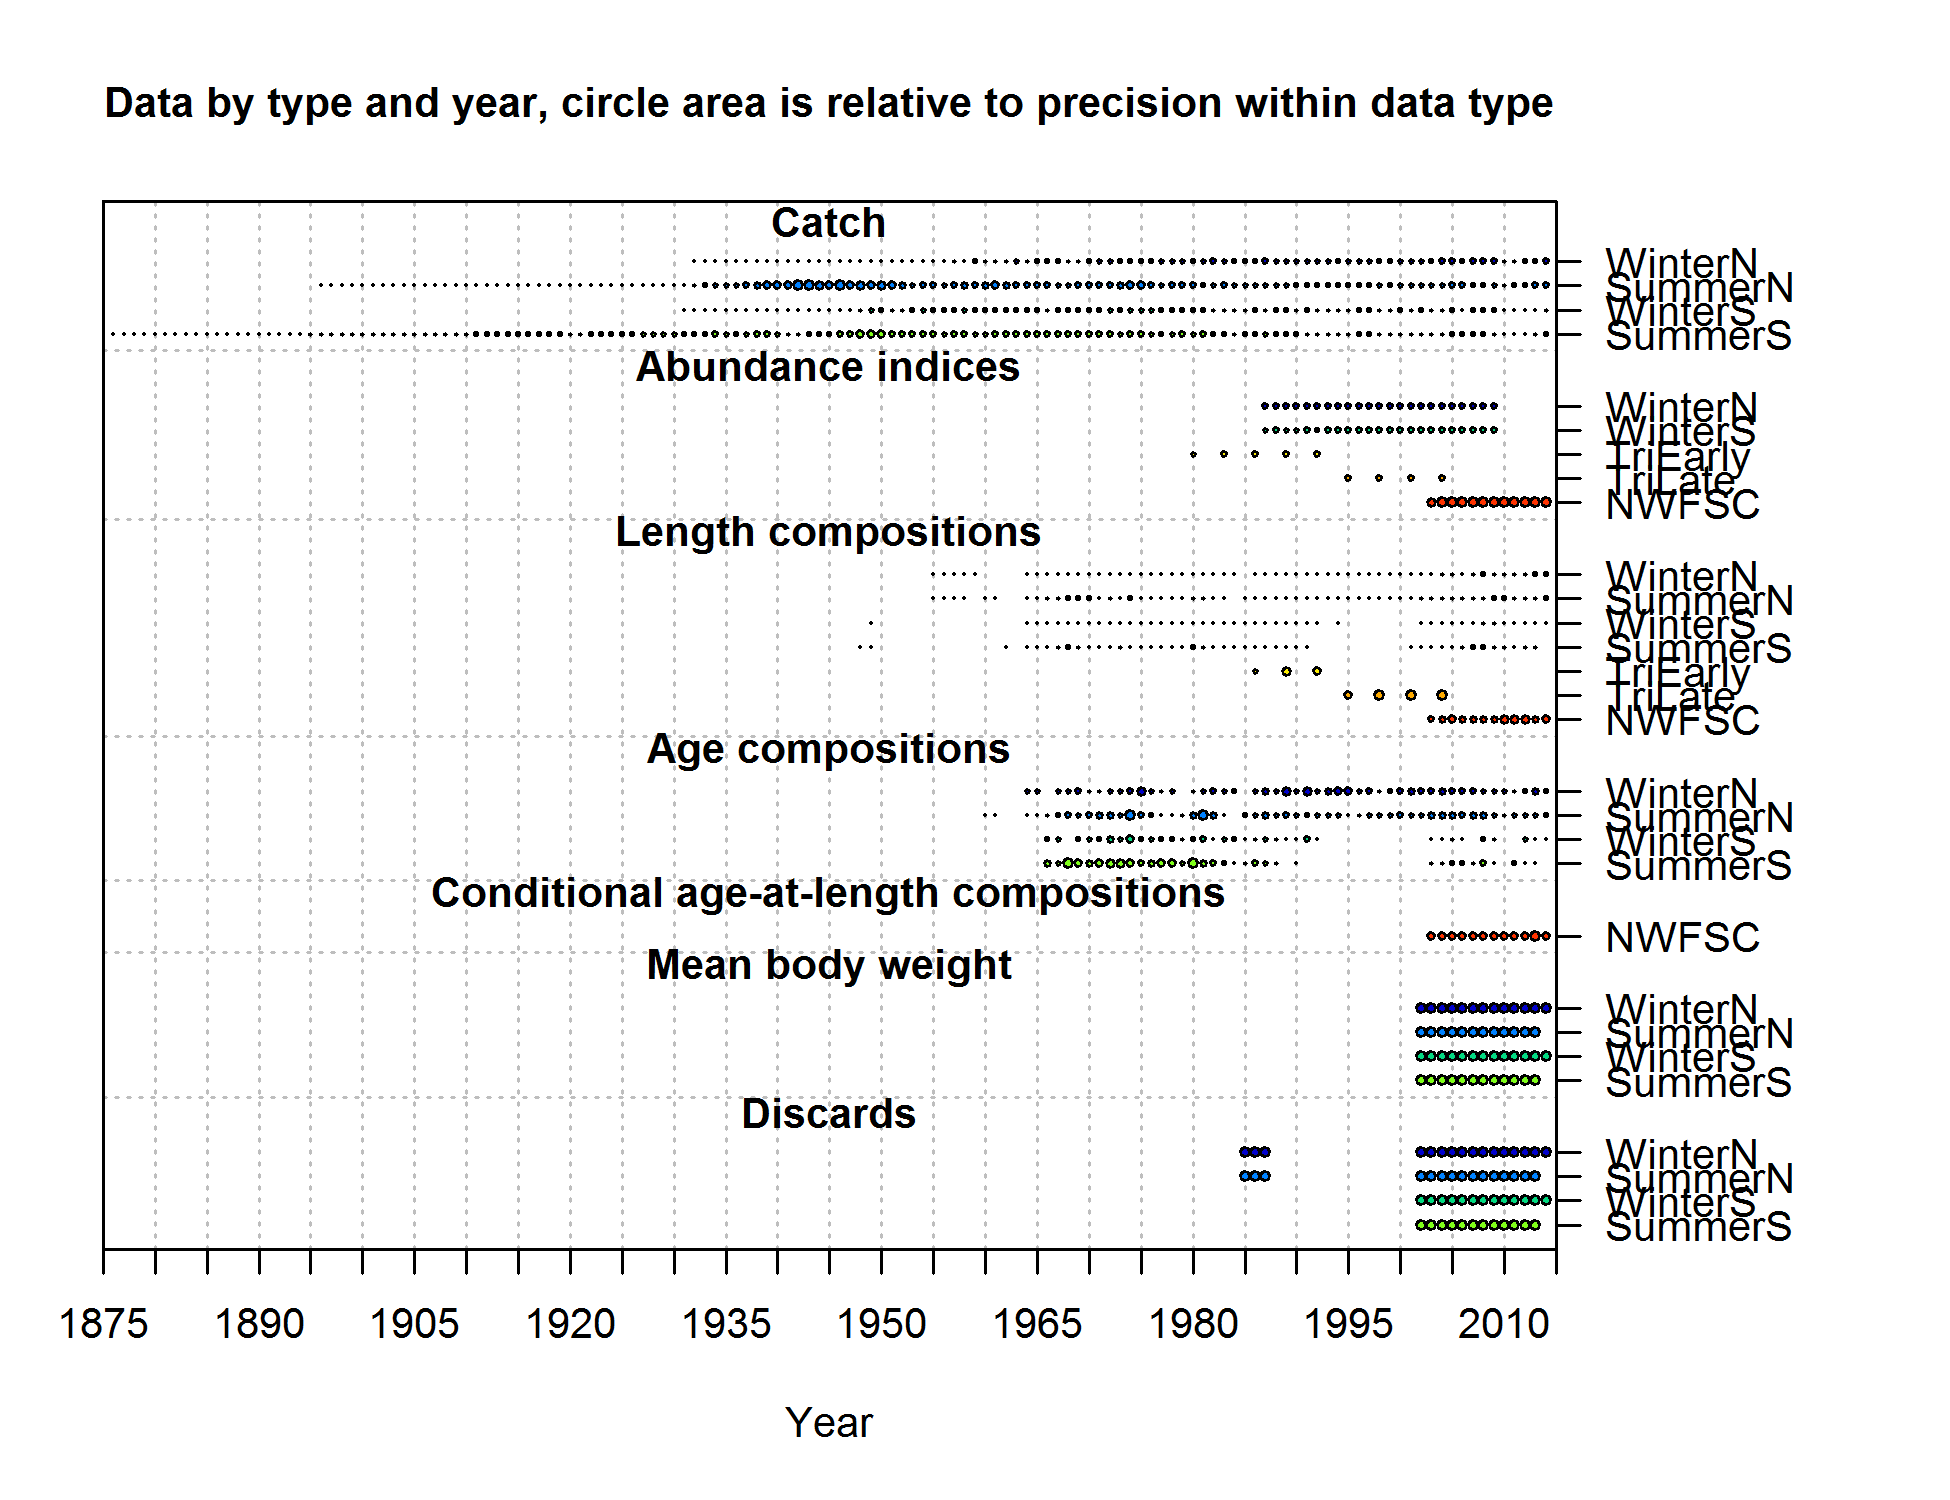 Data by type and year, circle area is relative to precision within data type
Catch
WinterN
SummerN
WinterS
SummerS
Abundance indices
WinterN
WinterS
TriEarly
TriLate
NWFSC
Length compositions
WinterN
SummerN
WinterS
SummerS
TriEarly
TriLate
NWFSC
Age compositions
WinterN
SummerN
WinterS
SummerS
Conditional age-at-length compositions
NWFSC
Mean body weight
WinterN
SummerN
WinterS
SummerS
Discards
WinterN
SummerN
WinterS
SummerS
1875 1890 1905 1920 1935 1950 1965 1980 1995 2010
Year